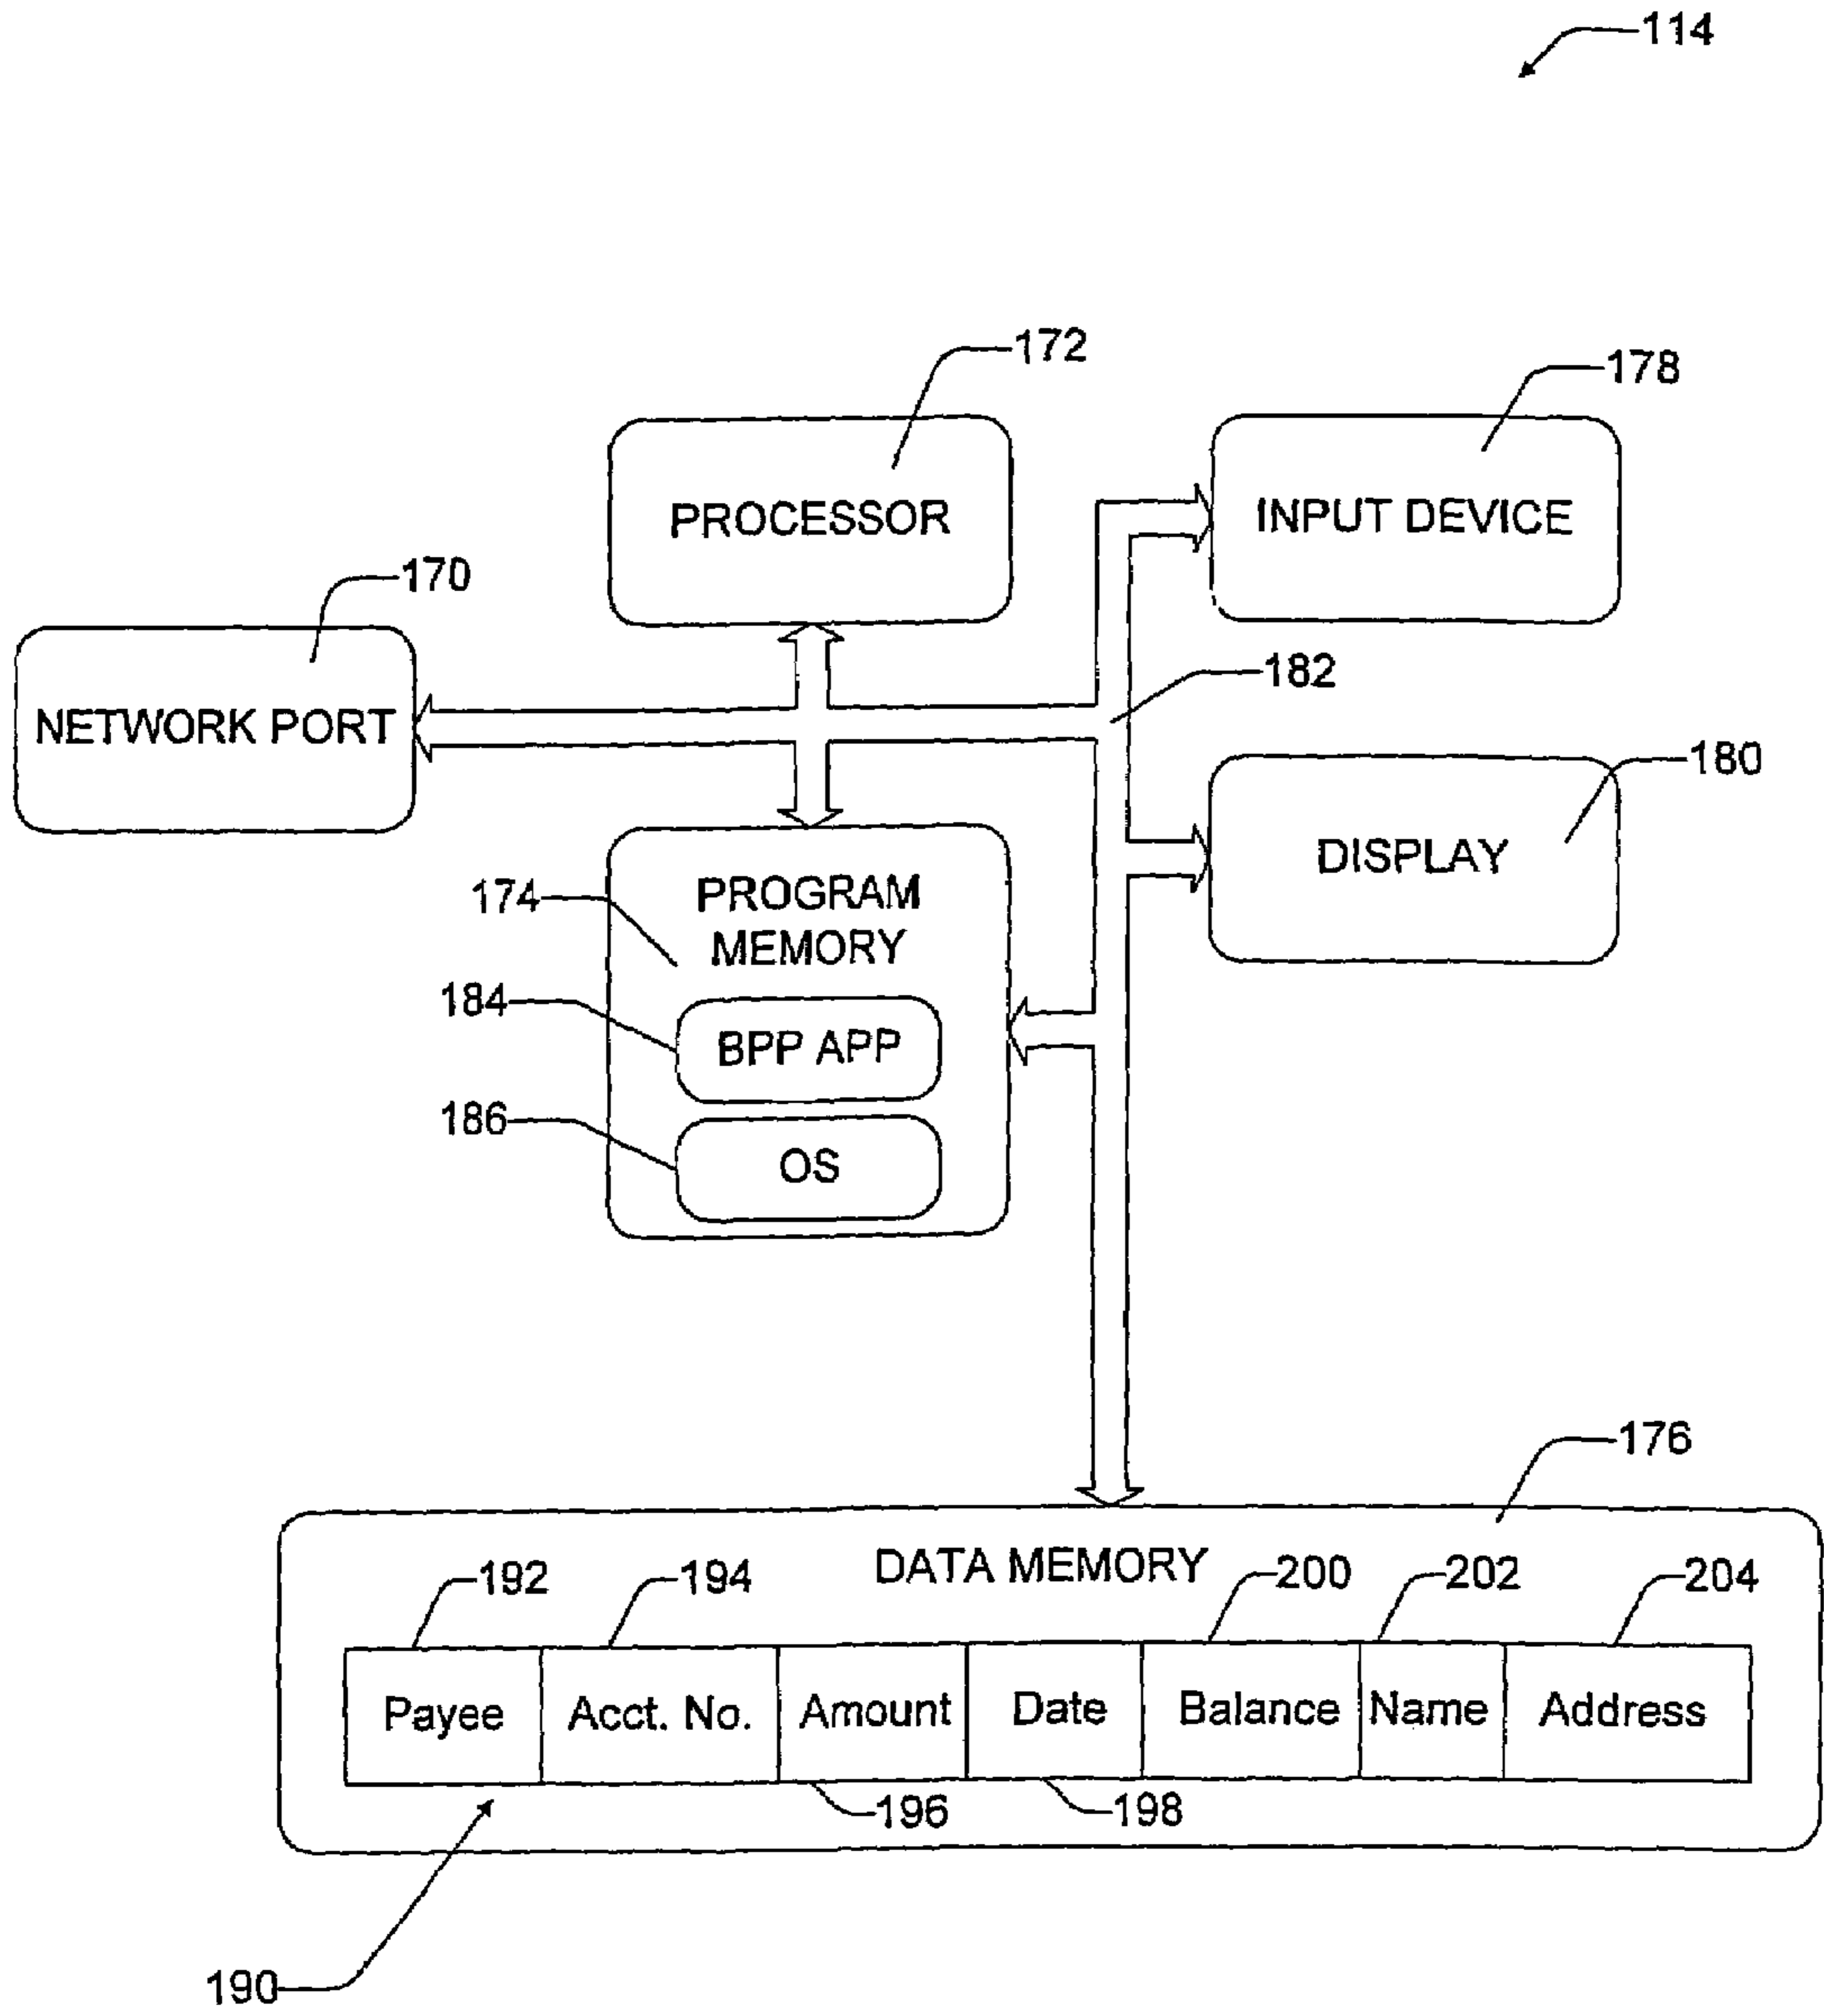 114
172
178
PROCESSOR
INPUT DEVICE
170
182
NETWORK PORT
180
DISPLAY
174
PROGRAM
MEMORY
184
BPP APP
186
OS
176
DATA MEMORY
192
194
200
202
204
Payee
Acct. No.
Amount
Date
Balance
Name
Address
196
198
190